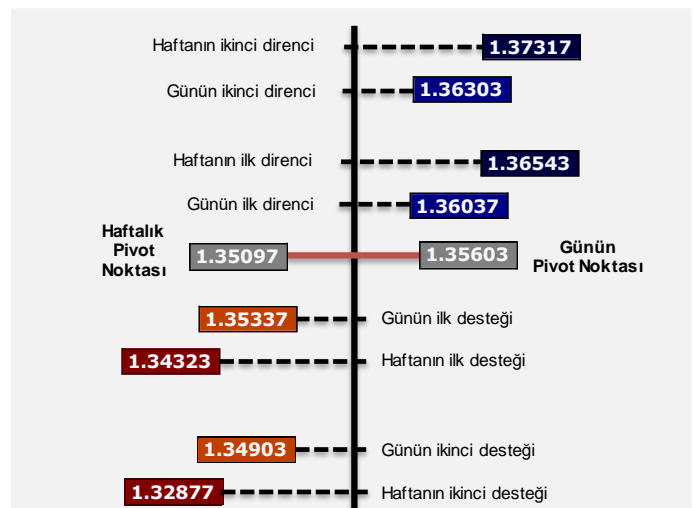 Haftanın ikinci direnci
1.37317
Günün ikinci direnci
1.36303
Haftanın ilk direnci
1.36543
Günün ilk direnci
1.36037
Haftalık
Pivot
Noktası
1.35097
1.35603
Günün
Pivot Noktası
1.35337
Günün ilk desteği
1.34323
Haftanın ilk desteği
1.34903
Günün ikinci desteği
1.32877
Haftanın ikinci desteği